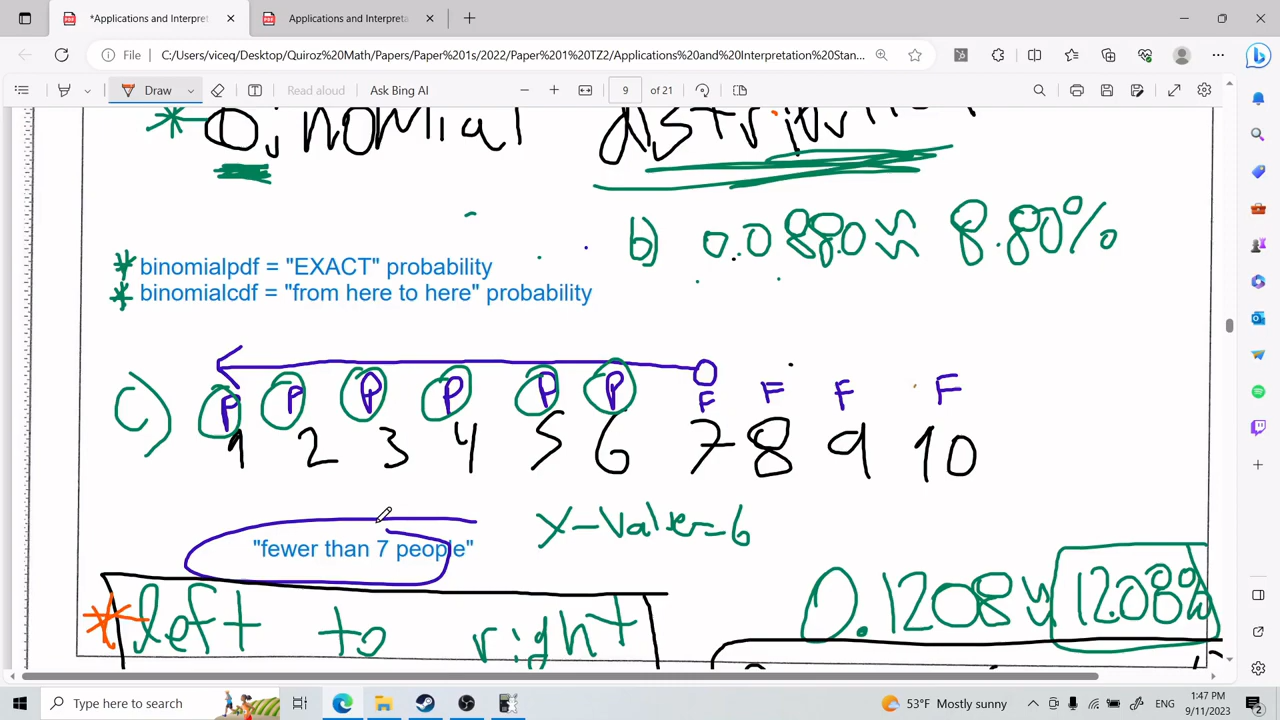 *Applications and Interpretat
Applications and Interpretat
File C:/Users/viceq/Desktop/Quiroz%20Math/Papers/Paper%201s/2022/Paper%201%20TZ2/Applications%20and%20Interpretation%20Stan...
Draw Read aloud Ask Bing AI 9 of 21
* Binomial distribution
b) 0.0880 ≈ 8.80%
* binomialpdf = "EXACT" probability
* binomialcdf = "from here to here" probability
P P P P P P F F F F
c) 1 2 3 4 5 6 7 8 9 10
X-Value=6
"fewer than 7 people"
0.1208 ≈ 12.08%
* left to right
Type here to search
53°F Mostly sunny
ENG
1:47 PM
9/11/2023
2